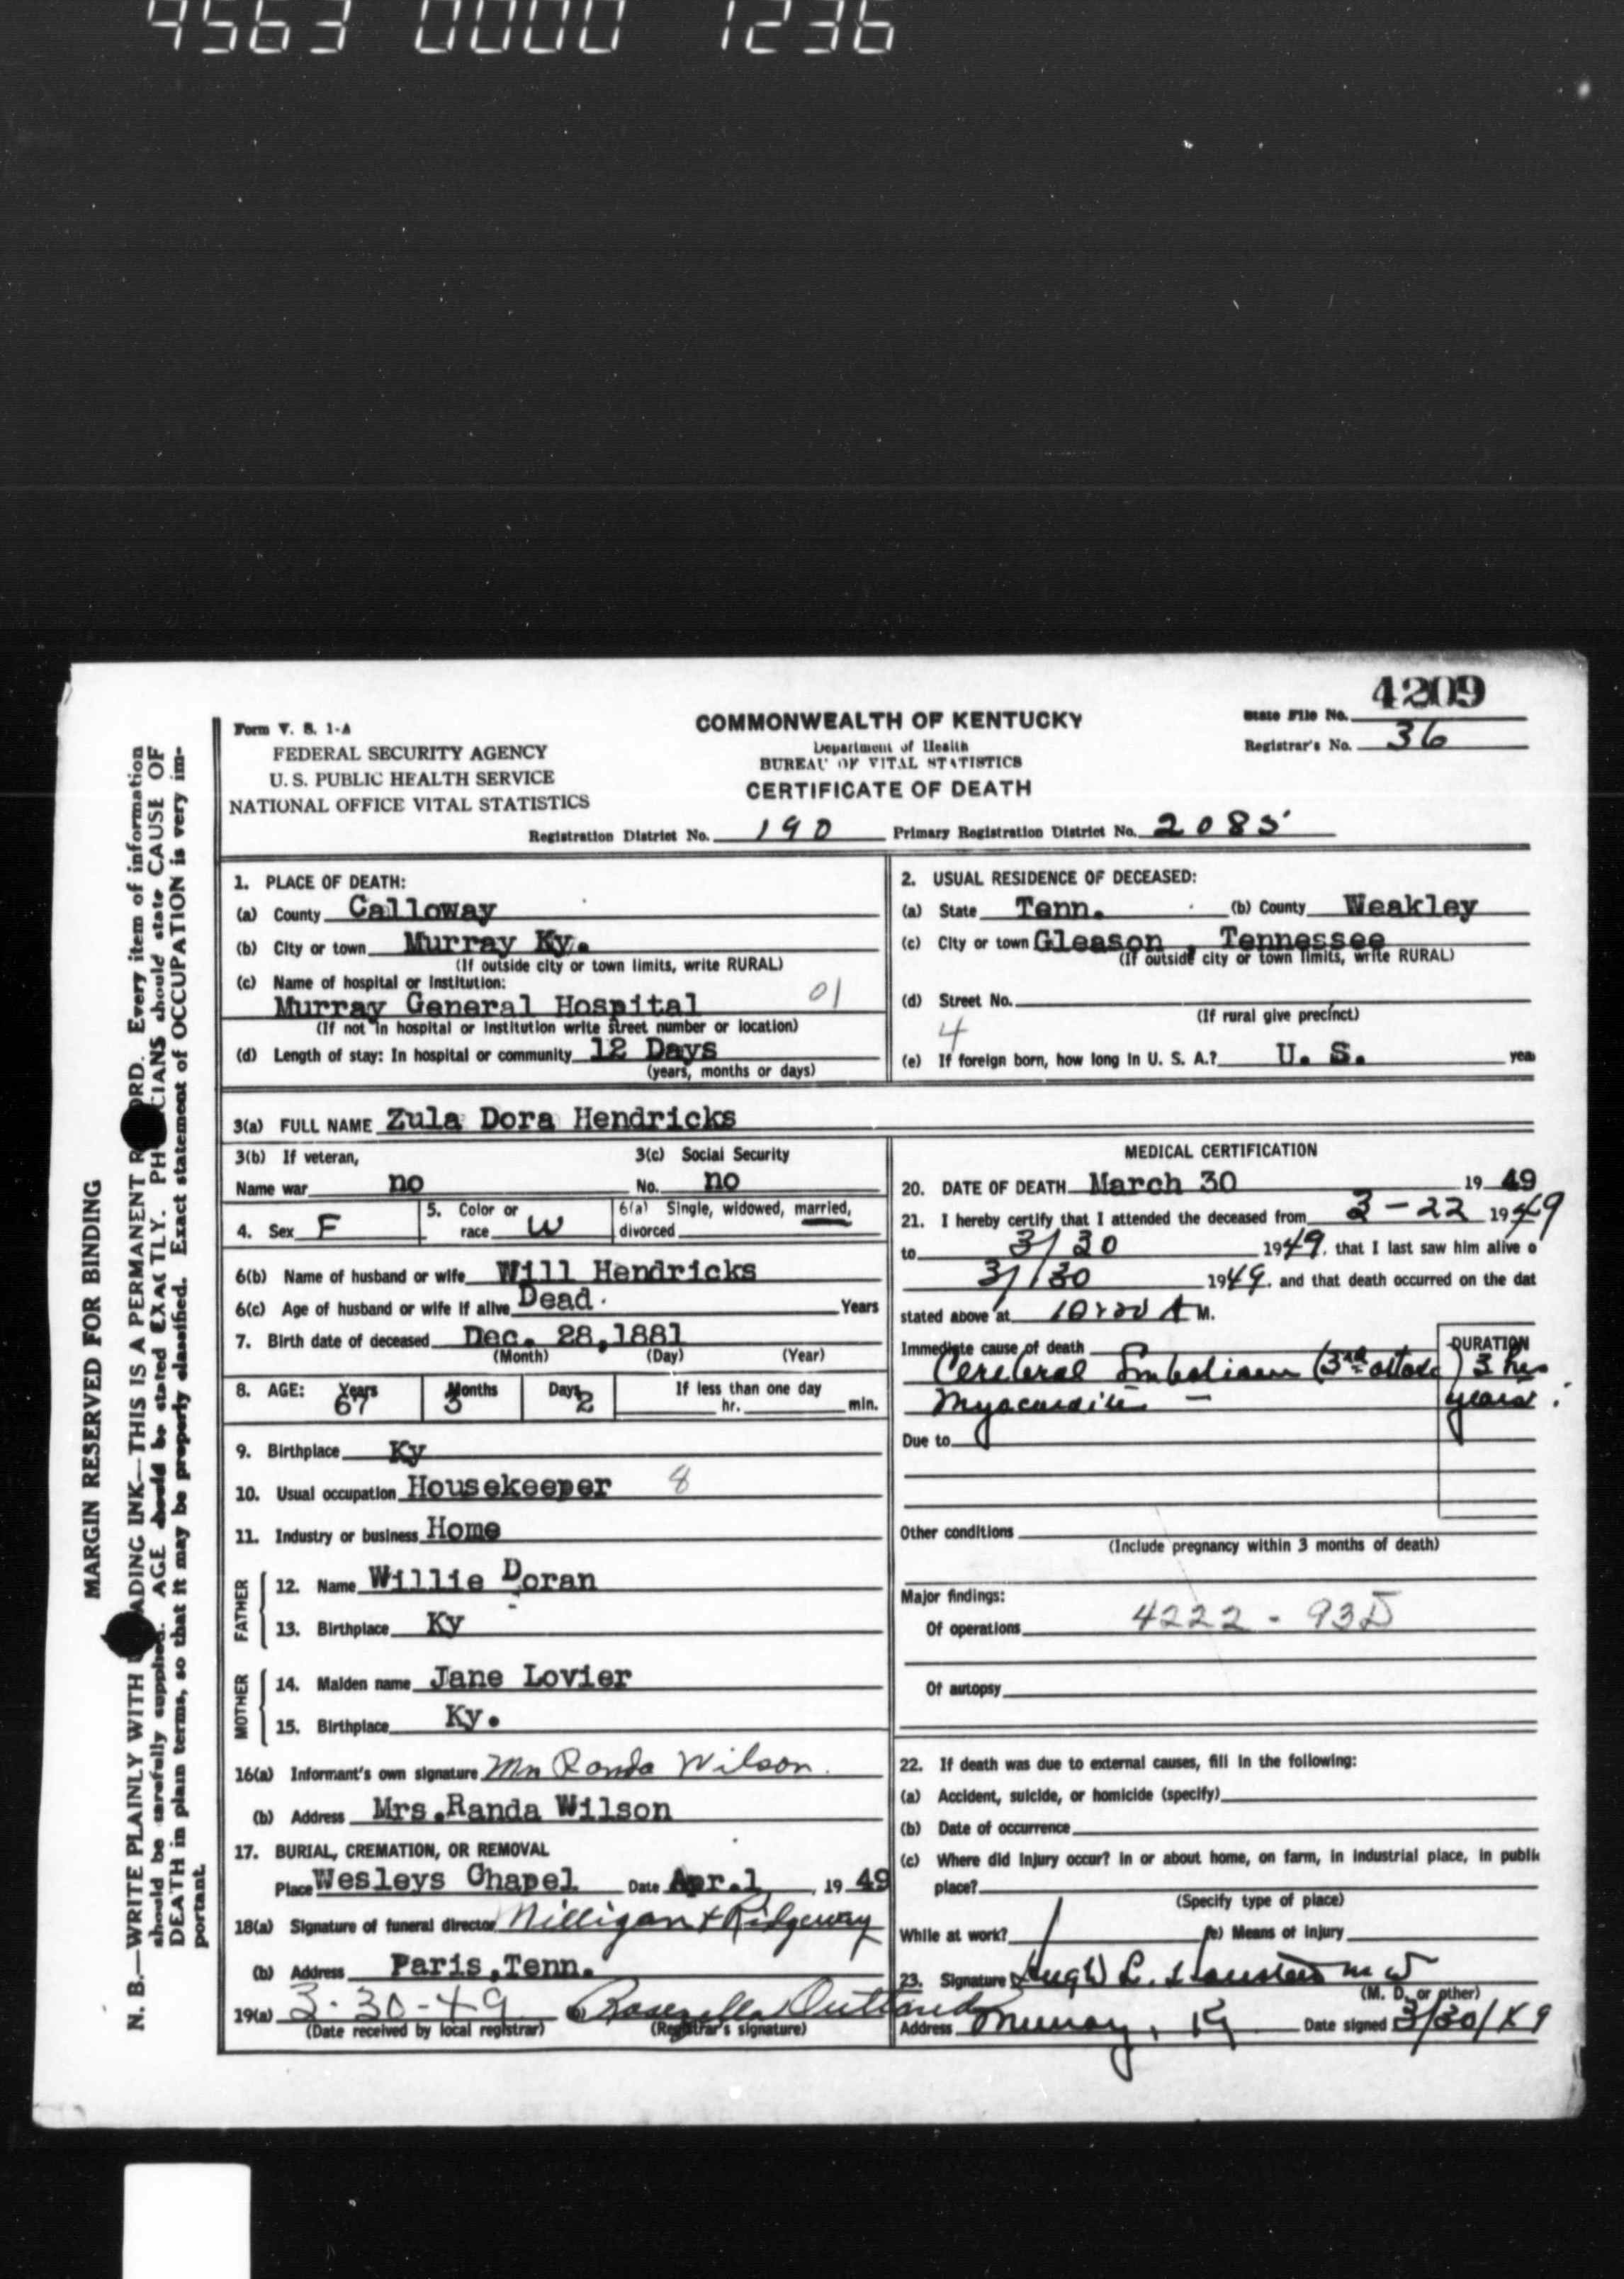 4563 0000 1236
4209
Form V. S. 1-A
FEDERAL SECURITY AGENCY
U. S. PUBLIC HEALTH SERVICE
NATIONAL OFFICE VITAL STATISTICS
COMMONWEALTH OF KENTUCKY
Department of Health
BUREAU OF VITAL STATISTICS
CERTIFICATE OF DEATH
State File No.
Registrar's No. 36
Registration District No. 190 Primary Registration District No. 2085
MARGIN RESERVED FOR BINDING
N. B.—WRITE PLAINLY WITH ADING INK—THIS IS A PERMANENT R ORD. Every item of information
should be carefully supplied. AGE should be stated EXACTLY. PH CIANS should state CAUSE OF
DEATH in plain terms, so that it may be properly classified. Exact statement of OCCUPATION is very im-
portant.
1. PLACE OF DEATH:
(a) County Calloway
(b) City or town Murray Ky.
(If outside city or town limits, write RURAL)
(c) Name of hospital or Institution:
Murray General Hospital 01
(If not in hospital or Institution write street number or location)
(d) Length of stay: In hospital or community 12 Days
(years, months or days)
2. USUAL RESIDENCE OF DECEASED:
(a) State Tenn. (b) County Weakley
(c) City or town Gleason , Tennessee
(If outside city or town limits, write RURAL)
(d) Street No.
(If rural give precinct)
4
(e) If foreign born, how long in U. S. A.? U. S. yea
3(a) FULL NAME Zula Dora Hendricks
3(b) If veteran,
Name war no
3(c) Social Security
No. no
4. Sex F
5. Color or
race W
6(a) Single, widowed, married,
divorced
6(b) Name of husband or wife Will Hendricks
6(c) Age of husband or wife if alive Dead. Years
7. Birth date of deceased Dec. 28, 1881
(Month) (Day) (Year)
8. AGE: Years Months Days If less than one day
67 3 2 hr. min.
9. Birthplace Ky
10. Usual occupation Housekeeper 8
11. Industry or business Home
FATHER
12. Name Willie Doran
13. Birthplace Ky
MOTHER
14. Maiden name Jane Lovier
15. Birthplace Ky.
16(a) Informant's own signature Mrs Randa Wilson.
(b) Address Mrs. Randa Wilson
17. BURIAL, CREMATION, OR REMOVAL
Place Wesleys Chapel Date Apr. 1, 19 49
18(a) Signature of funeral director Milligan & Ridgeway
(b) Address Paris, Tenn.
19(a) 3-30-49 (b) Rosezella Outland
(Date received by local registrar) (Registrar's signature)
MEDICAL CERTIFICATION
20. DATE OF DEATH March 30 19 49
21. I hereby certify that I attended the deceased from 3-22 1949
to 3/30 1949, that I last saw him alive o
3/30 1949, and that death occurred on the dat
stated above at A M.
Immediate cause of death DURATION
Cerebral Embolism (3rd attack) 3 hrs
Myocarditis – years.
Due to
Other conditions
(Include pregnancy within 3 months of death)
Major findings:
Of operations 4222 - 93D
Of autopsy
22. If death was due to external causes, fill in the following:
(a) Accident, suicide, or homicide (specify)
(b) Date of occurrence
(c) Where did Injury occur? In or about home, on farm, in Industrial place, in public
place?
(Specify type of place)
While at work? (e) Means of injury
23. Signature Hugh L. Houston M D
(M. D. or other)
Address Murray, Ky Date signed 3/30/49